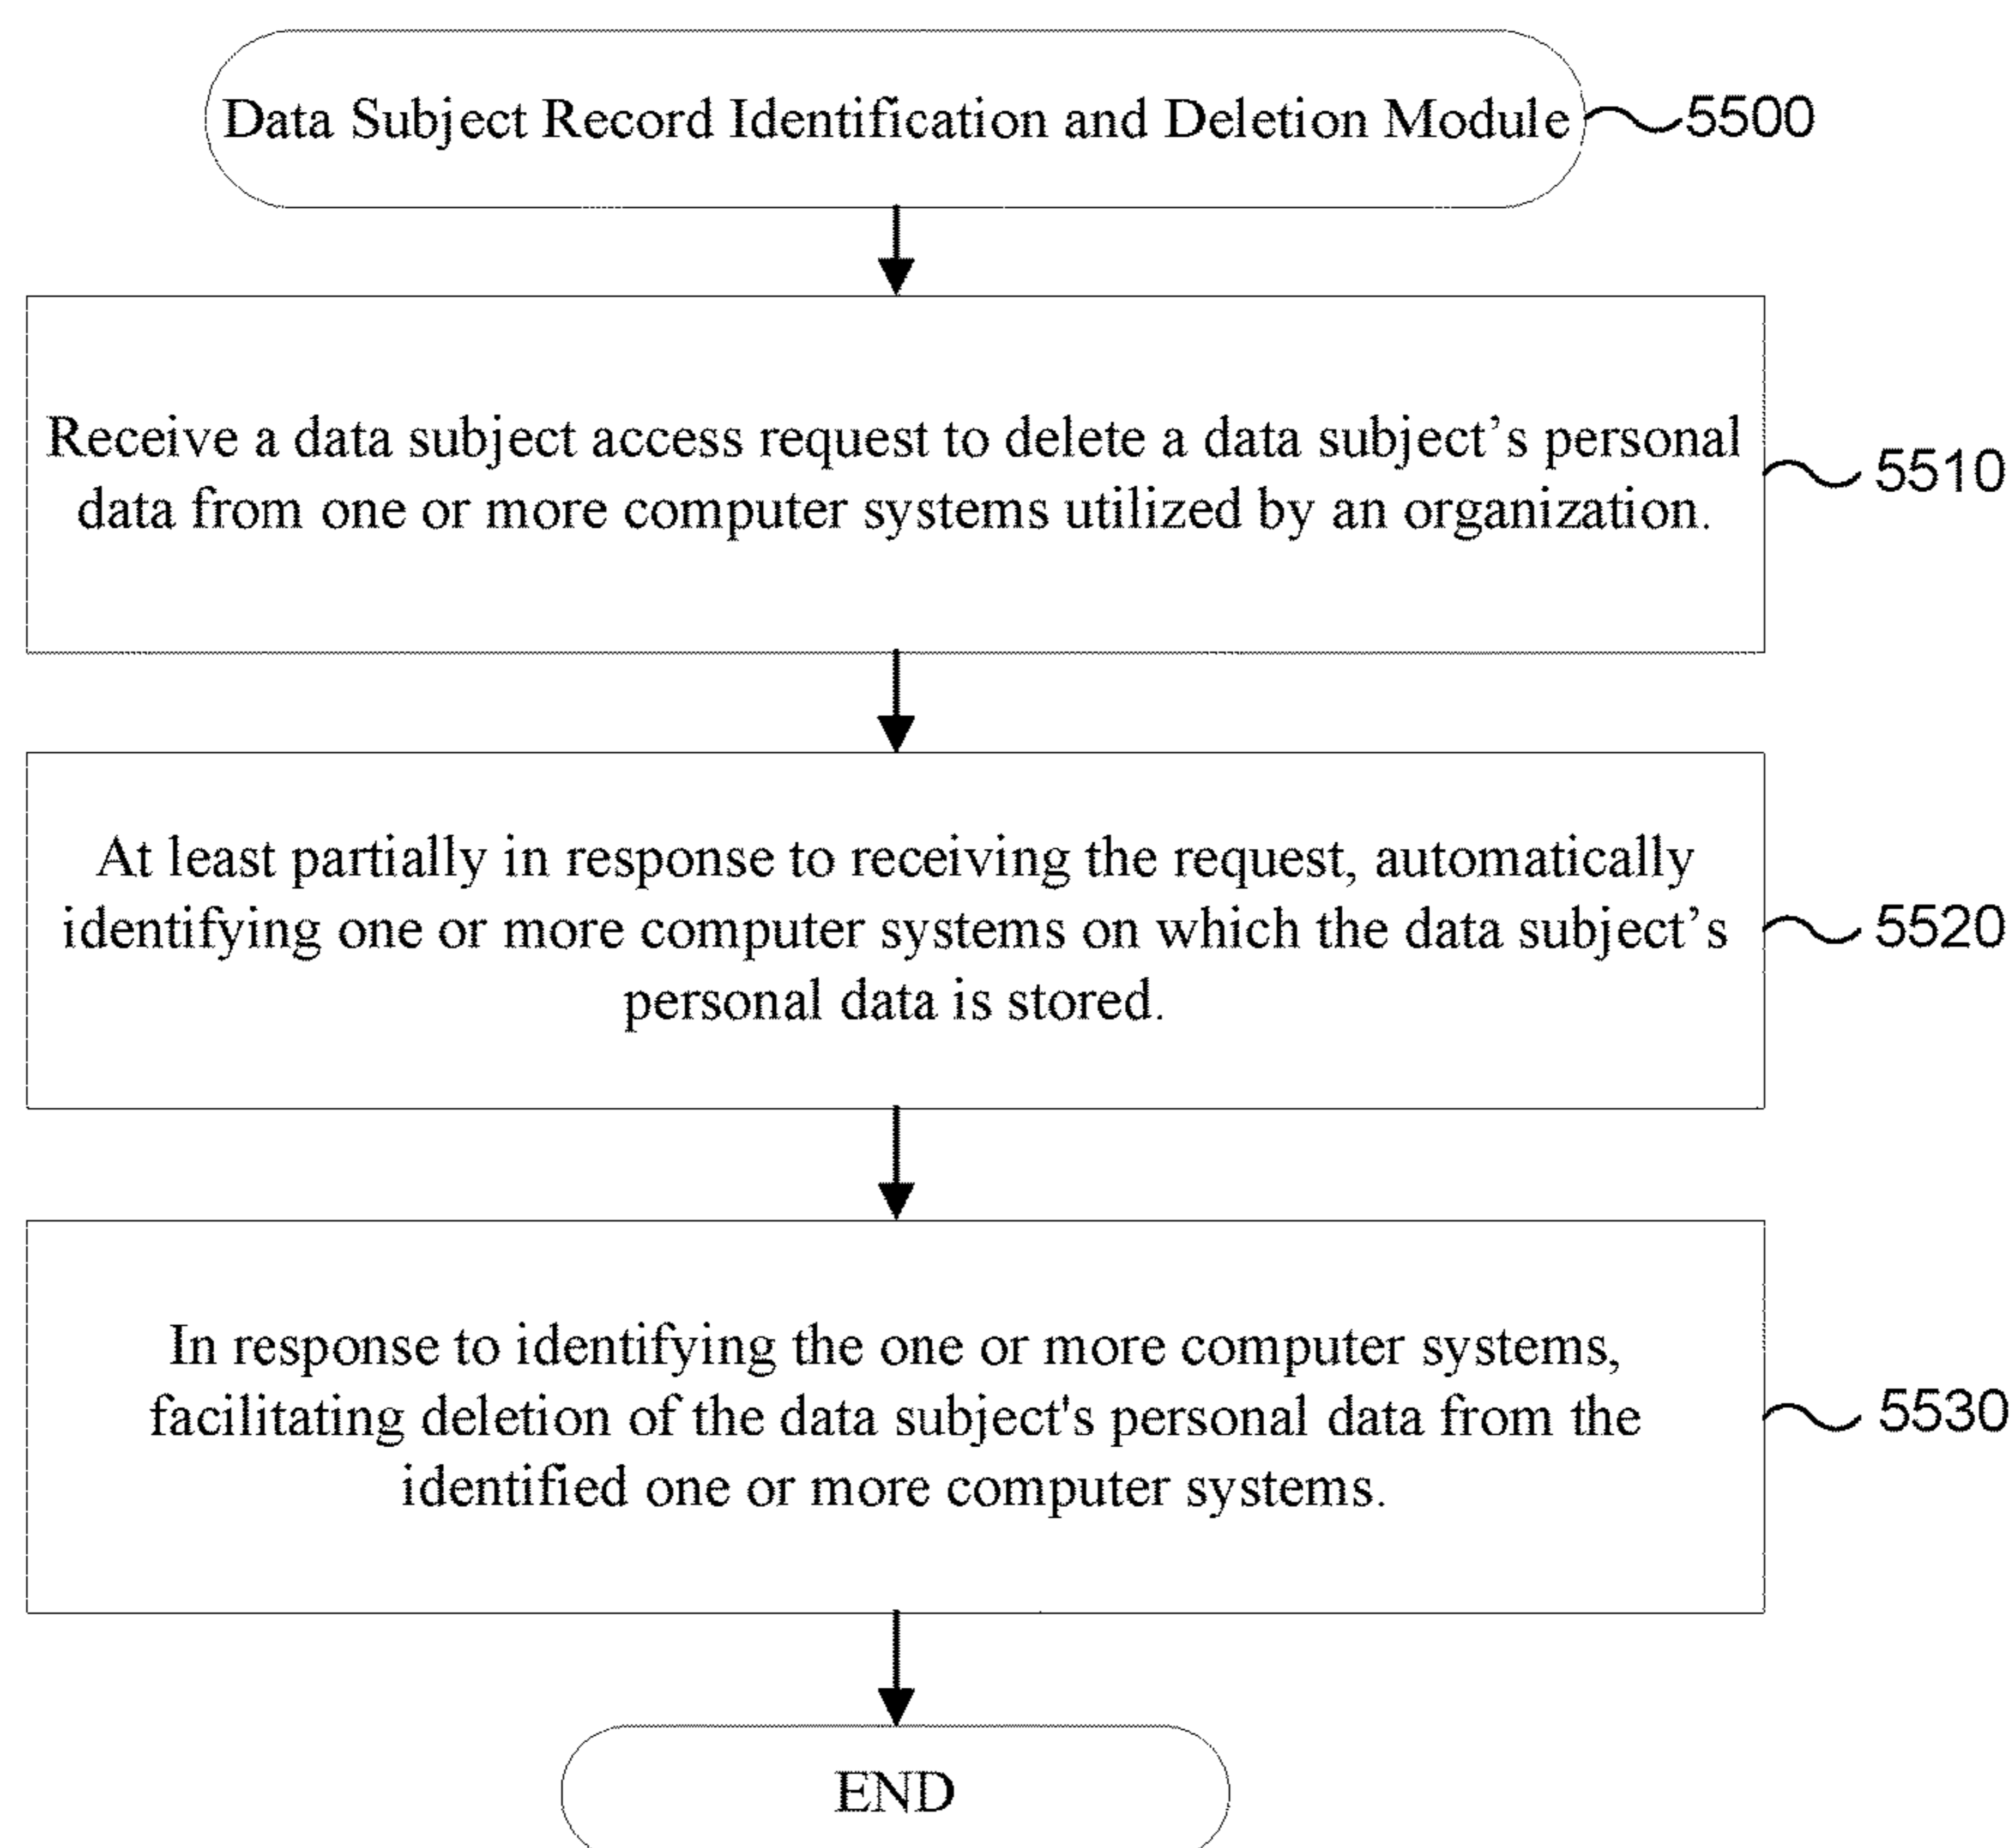 Data Subject Record Identification and Deletion Module
5500
Receive a data subject access request to delete a data subject’s personal
data from one or more computer systems utilized by an organization.
5510
At least partially in response to receiving the request, automatically
identifying one or more computer systems on which the data subject’s
personal data is stored.
5520
In response to identifying the one or more computer systems,
facilitating deletion of the data subject's personal data from the
identified one or more computer systems.
5530
END